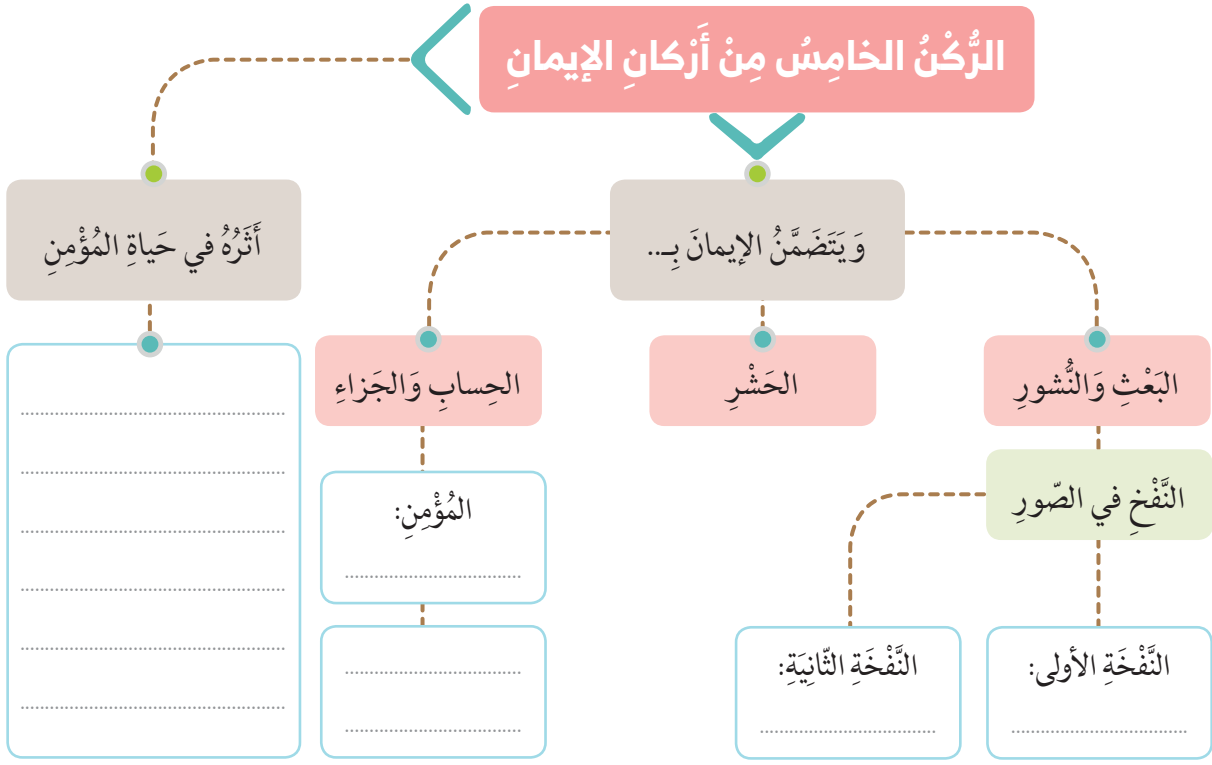 الرُّكْنُ الخامِسُ مِنْ أَرْكانِ الإيمانِ
وَيَتَضَمَّنُ الإيمانَ بِـ..
أَثَرُهُ في حَياةِ المُؤْمِنِ
البَعْثِ وَالنُّشورِ
الحَشْرِ
الحِسابِ وَالجَزاءِ
النَّفْخِ في الصّورِ
المُؤْمِنِ:
النَّفْخَةِ الأولى:
النَّفْخَةِ الثّانِيَةِ: